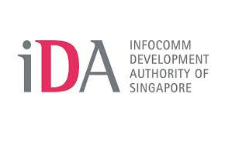 iDA
INFOCOMM
DEVELOPMENT
AUTHORITY OF
SINGAPORE